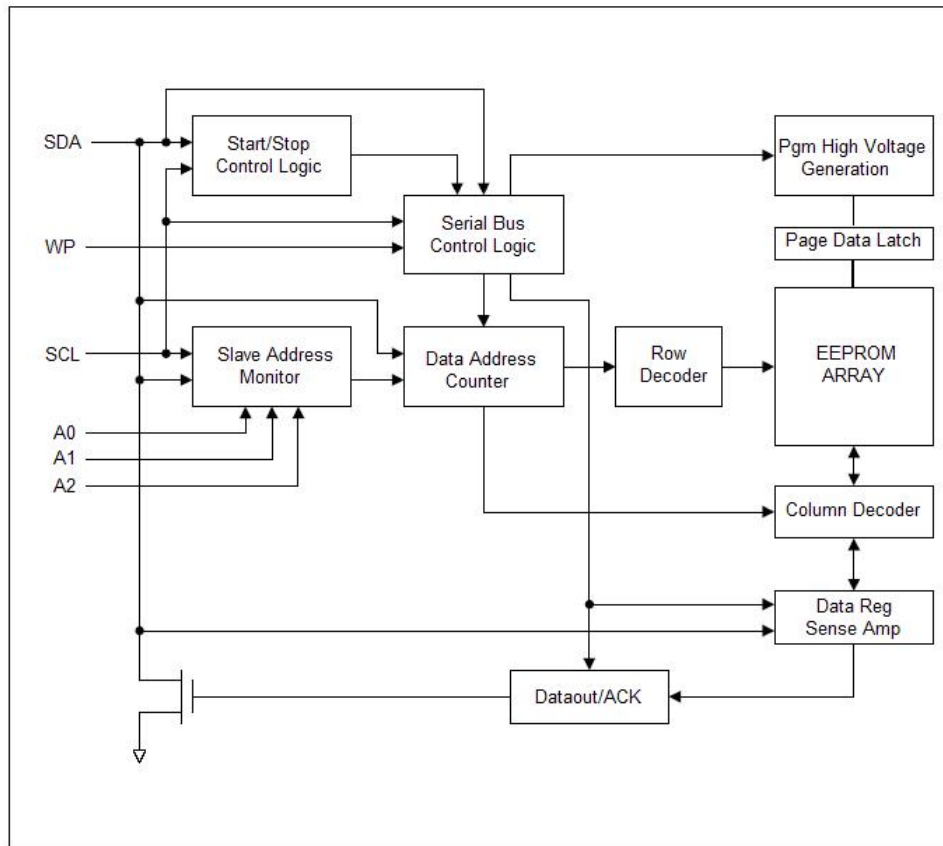 SDA
Start/Stop
Control Logic
Pgm High Voltage
Generation
WP
Serial Bus
Control Logic
Page Data Latch
SCL
Slave Address
Monitor
Data Address
Counter
Row
Decoder
EEPROM
ARRAY
A0
A1
A2
Column Decoder
Data Reg
Sense Amp
Dataout/ACK